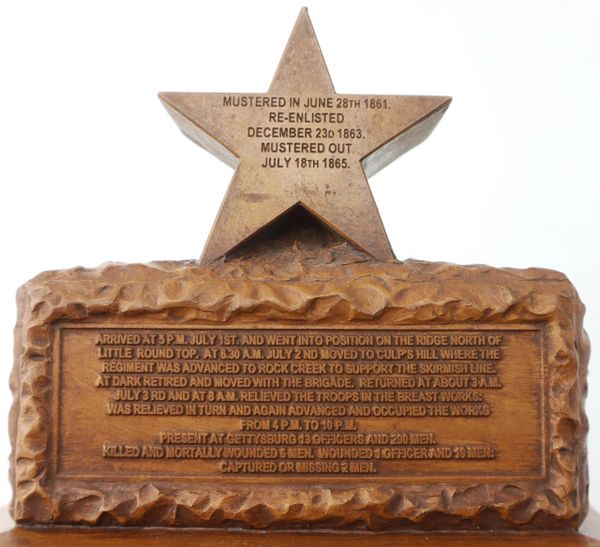 MUSTERED IN JUNE 28TH 1861.
RE-ENLISTED
DECEMBER 23D 1863.
MUSTERED OUT
JULY 18TH 1865.
ARRIVED AT 5 P.M. JULY 1ST. AND WENT INTO POSITION ON THE RIDGE NORTH OF
LITTLE ROUND TOP. AT 6.30 A.M. JULY 2 ND MOVED TO CULP'S HILL WHERE THE
REGIMENT WAS ADVANCED TO ROCK CREEK TO SUPPORT THE SKIRMISH LINE.
AT DARK RETIRED AND MOVED WITH THE BRIGADE. RETURNED AT ABOUT 3 A.M.
JULY 3 RD AND AT 8 A.M. RELIEVED THE TROOPS IN THE BREAST WORKS:
WAS RELIEVED IN TURN AND AGAIN ADVANCED AND OCCUPIED THE WORKS
FROM 4 P.M. TO 10 P.M.
PRESENT AT GETTYSBURG 13 OFFICERS AND 290 MEN.
KILLED AND MORTALLY WOUNDED 6 MEN. WOUNDED 1 OFFICER AND 19 MEN:
CAPTURED OR MISSING 2 MEN.